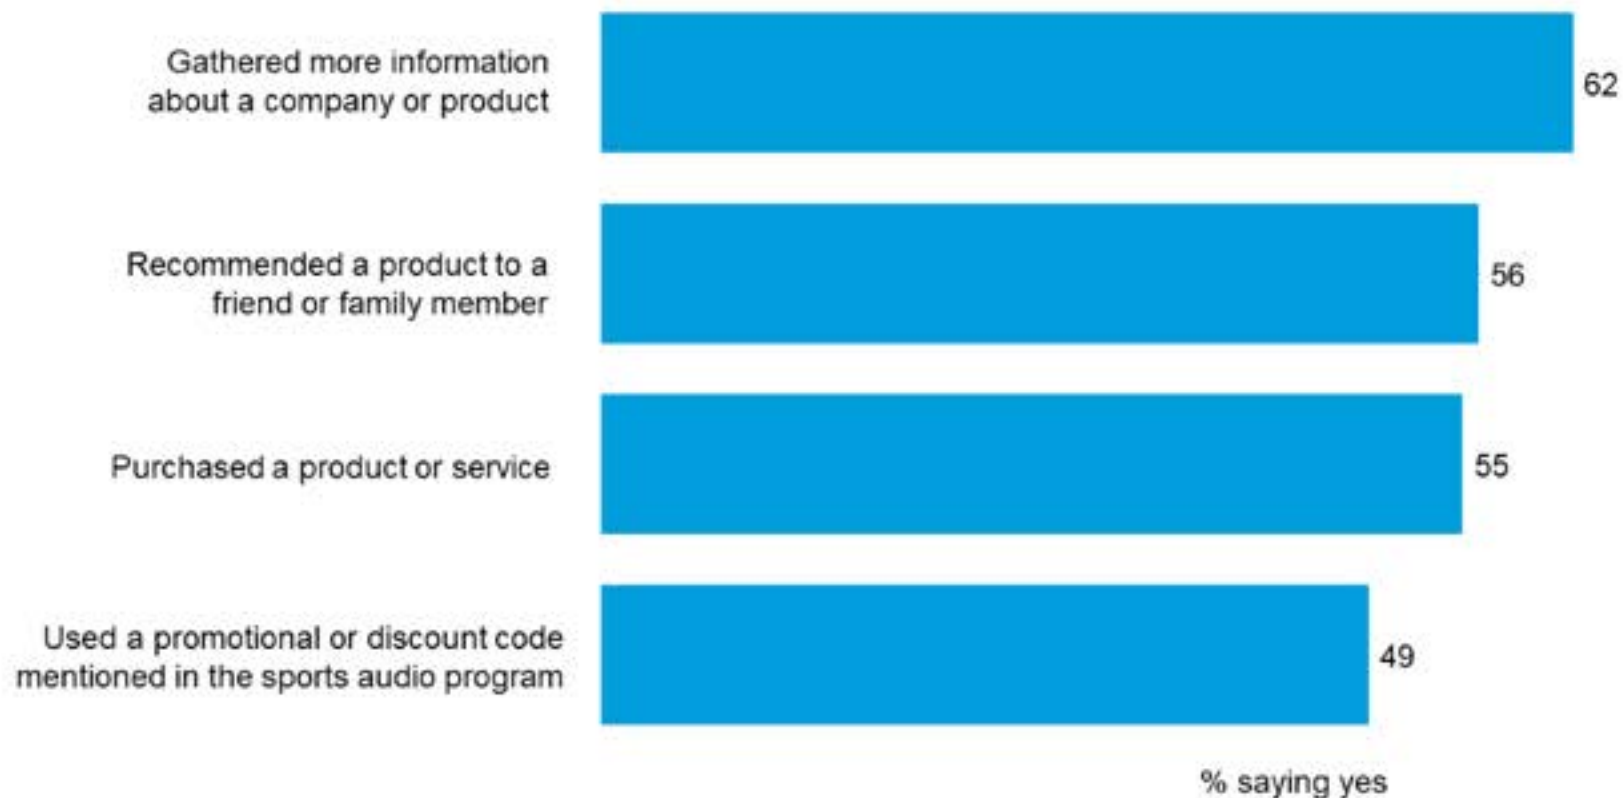 Gathered more information
about a company or product
62
Recommended a product to a
friend or family member
56
Purchased a product or service
55
Used a promotional or discount code
mentioned in the sports audio program
49
% saying yes